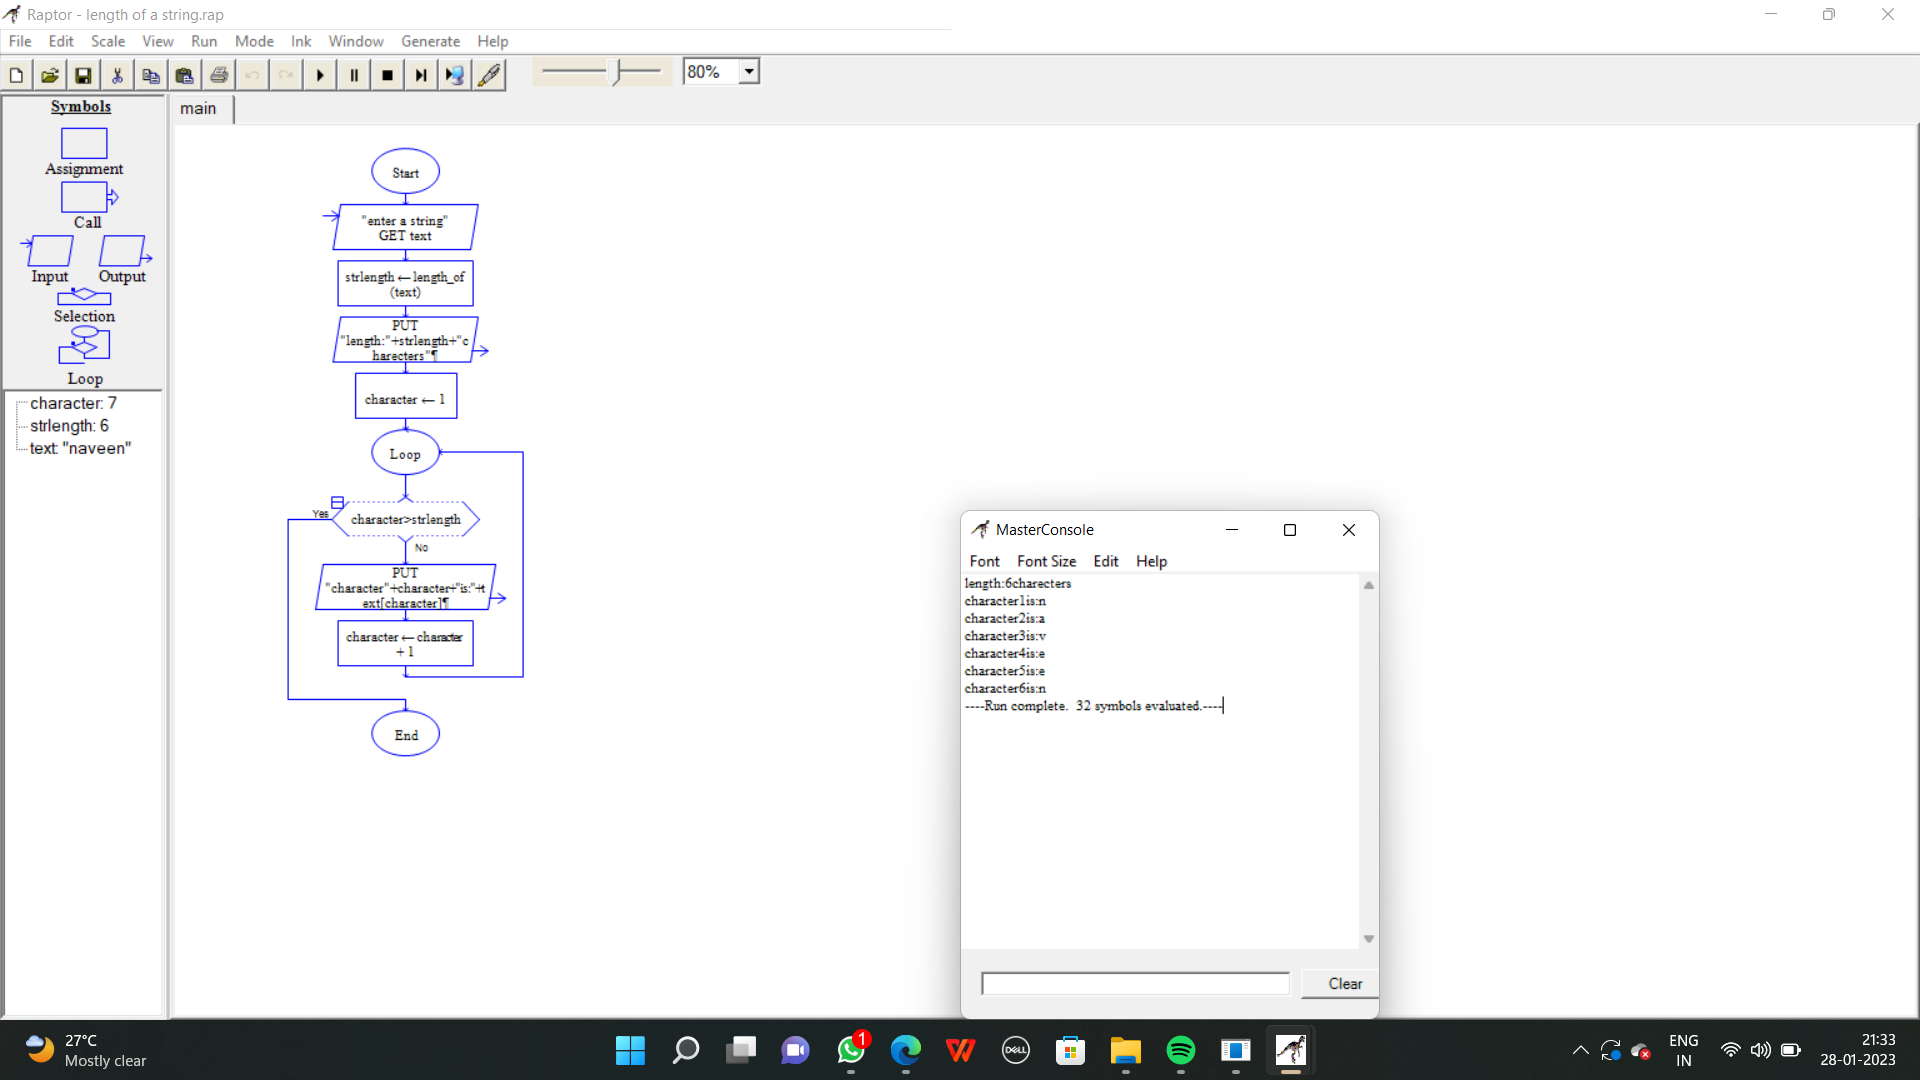 Raptor - length of a string.rap
File Edit Scale View Run Mode Ink Window Generate Help
80%
Symbols
Assignment
Call
Input Output
Selection
Loop
character: 7
strlength: 6
text: "naveen"
main
Start
"enter a string"
GET text
strlength ← length_of
(text)
PUT
"length:"+strlength+"c
harecters"¶
character ← 1
Loop
Yes
character>strlength
No
PUT
"character"+character+"is:"+t
ext[character]¶
character ← character
+ 1
End
MasterConsole
Font Font Size Edit Help
length:6charecters
character1is:n
character2is:a
character3is:v
character4is:e
character5is:e
character6is:n
----Run complete.  32 symbols evaluated.----
Clear
27°C
Mostly clear
1
W
DELL
ENG
IN
21:33
28-01-2023